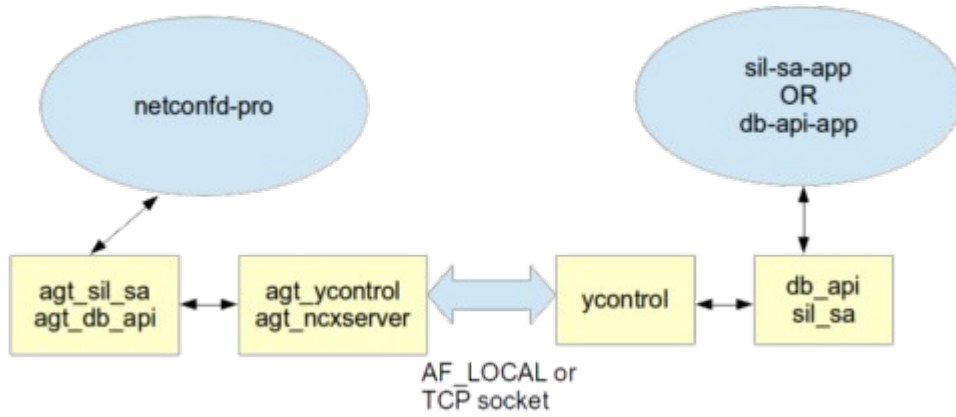 netconfd-pro
sil-sa-app
OR
db-api-app
agt_sil_sa
agt_db_api
agt_ycontrol
agt_ncxserver
ycontrol
db_api
sil_sa
AF_LOCAL or
TCP socket